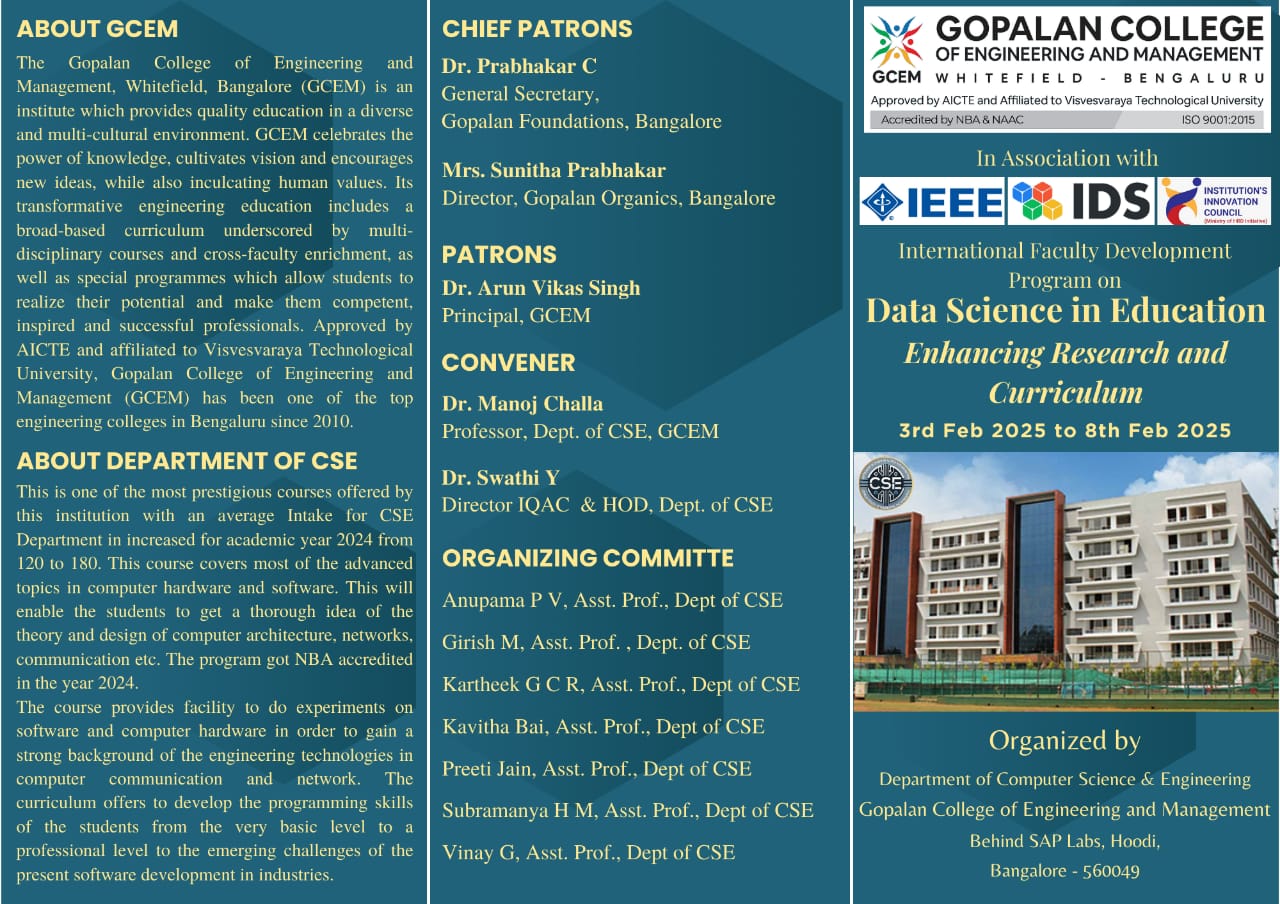 ABOUT GCEM
The Gopalan College of Engineering and
Management, Whitefield, Bangalore (GCEM) is an
institute which provides quality education in a diverse
and multi-cultural environment. GCEM celebrates the
power of knowledge, cultivates vision and encourages
new ideas, while also inculcating human values. Its
transformative engineering education includes a
broad-based curriculum underscored by multi-
disciplinary courses and cross-faculty enrichment, as
well as special programmes which allow students to
realize their potential and make them competent,
inspired and successful professionals. Approved by
AICTE and affiliated to Visvesvaraya Technological
University, Gopalan College of Engineering and
Management (GCEM) has been one of the top
engineering colleges in Bengaluru since 2010.
ABOUT DEPARTMENT OF CSE
This is one of the most prestigious courses offered by
this institution with an average Intake for CSE
Department in increased for academic year 2024 from
120 to 180. This course covers most of the advanced
topics in computer hardware and software. This will
enable the students to get a thorough idea of the
theory and design of computer architecture, networks,
communication etc. The program got NBA accredited
in the year 2024.
The course provides facility to do experiments on
software and computer hardware in order to gain a
strong background of the engineering technologies in
computer communication and network. The
curriculum offers to develop the programming skills
of the students from the very basic level to a
professional level to the emerging challenges of the
present software development in industries.
CHIEF PATRONS
Dr. Prabhakar C
General Secretary,
Gopalan Foundations, Bangalore
Mrs. Sunitha Prabhakar
Director, Gopalan Organics, Bangalore
PATRONS
Dr. Arun Vikas Singh
Principal, GCEM
CONVENER
Dr. Manoj Challa
Professor, Dept. of CSE, GCEM
Dr. Swathi Y
Director IQAC & HOD, Dept. of CSE
ORGANIZING COMMITTE
Anupama P V, Asst. Prof., Dept of CSE
Girish M, Asst. Prof. , Dept. of CSE
Kartheek G C R, Asst. Prof., Dept of CSE
Kavitha Bai, Asst. Prof., Dept of CSE
Preeti Jain, Asst. Prof., Dept of CSE
Subramanya H M, Asst. Prof., Dept of CSE
Vinay G, Asst. Prof., Dept of CSE
GOPALAN COLLEGE
OF ENGINEERING AND MANAGEMENT
GCEM WHITEFIELD - BENGALURU
Approved by AICTE and Affiliated to Visvesvaraya Technological University
Accredited by NBA & NAAC ISO 9001:2015
In Association with
IEEE IDS
INSTITUTION'S
INNOVATION
COUNCIL
(Ministry of HRD Initiative)
International Faculty Development
Program on
Data Science in Education
Enhancing Research and
Curriculum
3rd Feb 2025 to 8th Feb 2025
CSE
Organized by
Department of Computer Science & Engineering
Gopalan College of Engineering and Management
Behind SAP Labs, Hoodi,
Bangalore - 560049